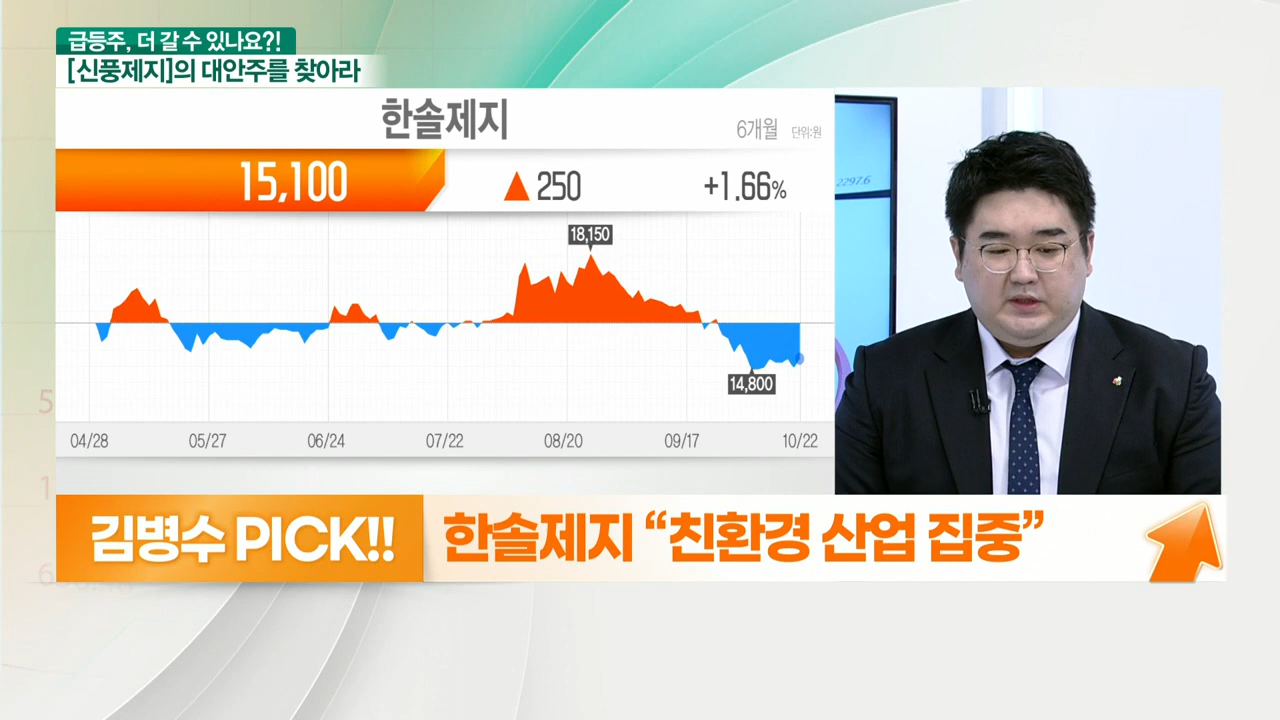 급등주, 더 갈 수 있나요?!
[신풍제지]의 대안주를 찾아라
한솔제지
6개월 단위:원
15,100 ▲ 250 +1.66%
18,150
14,800
04/28 05/27 06/24 07/22 08/20 09/17 10/22
2297.6
김병수 PICK!!
한솔제지 “친환경 산업 집중”